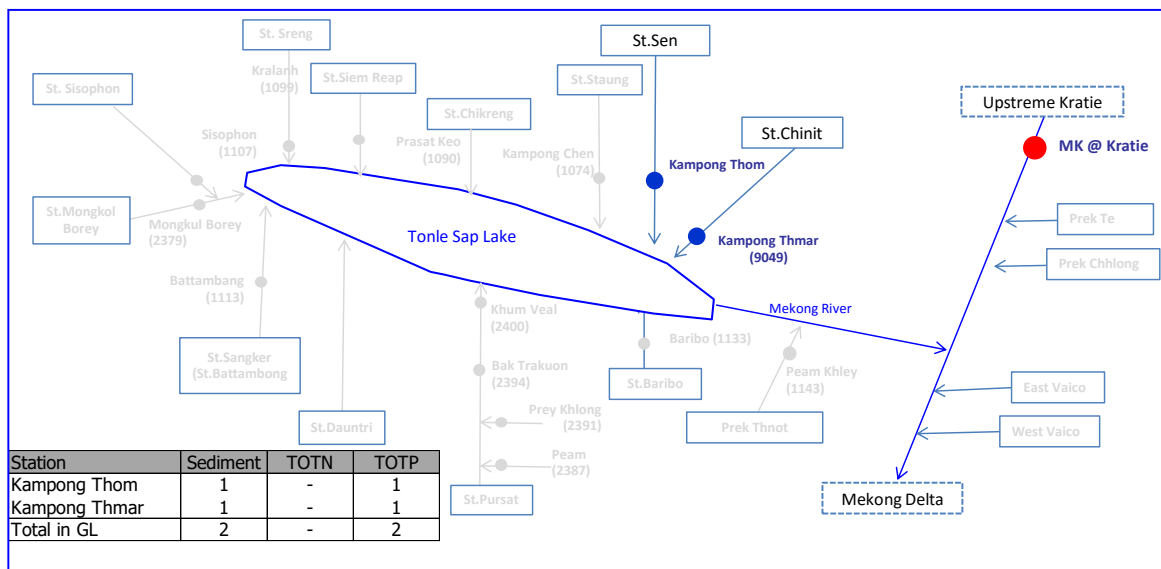 St. Sreng
St.Sen
Kralanh
(1099)
St.Siem Reap
St.Staung
St. Sisophon
Upstreme Kratie
St.Chikreng
St.Chinit
Sisophon
(1107)
Prasat Keo
(1090)
Kampong Chen
(1074)
Kampong Thom
MK @ Kratie
St.Mongkol
Borey
Mongkul Borey
(2379)
Tonle Sap Lake
Kampong Thmar
(9049)
Prek Te
Prek Chhlong
Battambang
(1113)
Khum Veal
(2400)
Mekong River
Baribo (1133)
St.Sangker
(St.Battambong
Bak Trakuon
(2394)
St.Baribo
Peam Khley
(1143)
East Vaico
St.Dauntri
Prey Khlong
(2391)
Prek Thnot
West Vaico
Peam
(2387)
St.Pursat
Mekong Delta
Station Sediment TOTN TOTP
Kampong Thom 1 - 1
Kampong Thmar 1 - 1
Total in GL 2 - 2